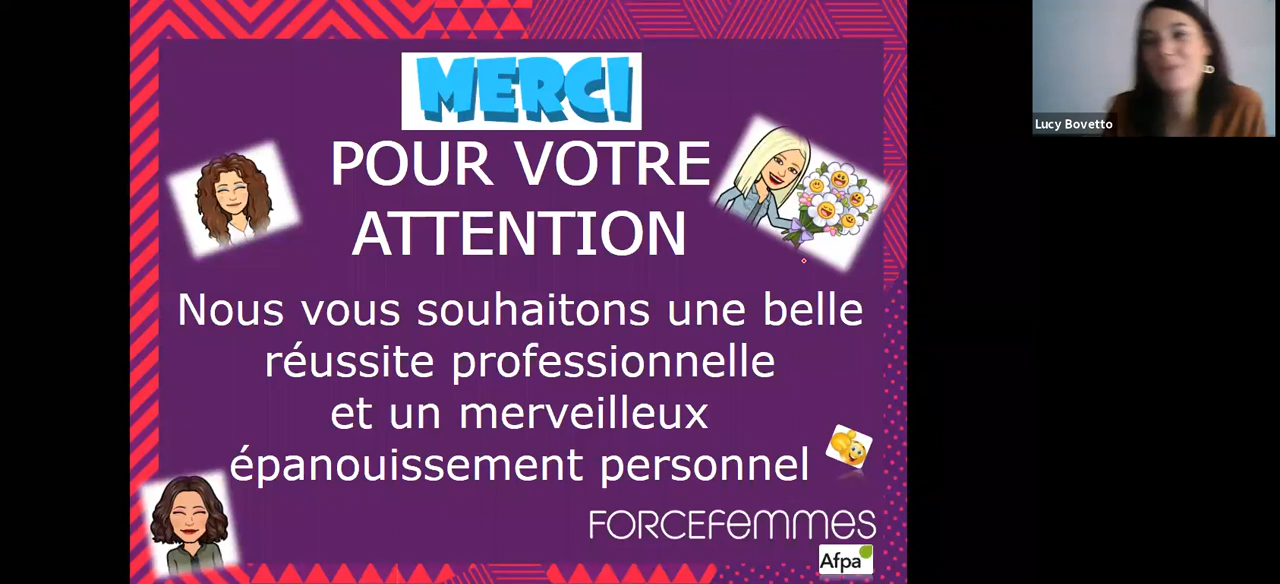 MERCI
POUR VOTRE
ATTENTION
Nous vous souhaitons une belle
réussite professionnelle
et un merveilleux
épanouissement personnel
FORCEFEMMES
Afpa
Lucy Bovetto